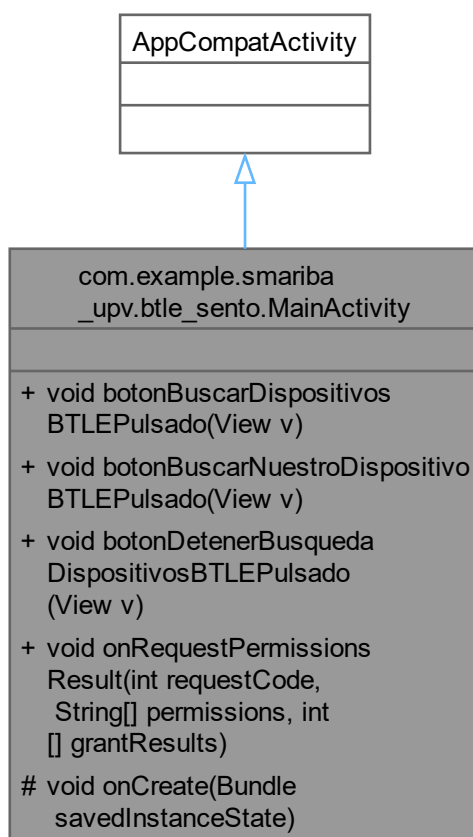 AppCompatActivity
com.example.smariba
_upv.btle_sento.MainActivity
+ void botonBuscarDispositivos
BTLEPulsado(View v)
+ void botonBuscarNuestroDispositivo
BTLEPulsado(View v)
+ void botonDetenerBusqueda
DispositivosBTLEPulsado
(View v)
+ void onRequestPermissions
Result(int requestCode,
String[] permissions, int
[] grantResults)
# void onCreate(Bundle
savedInstanceState)